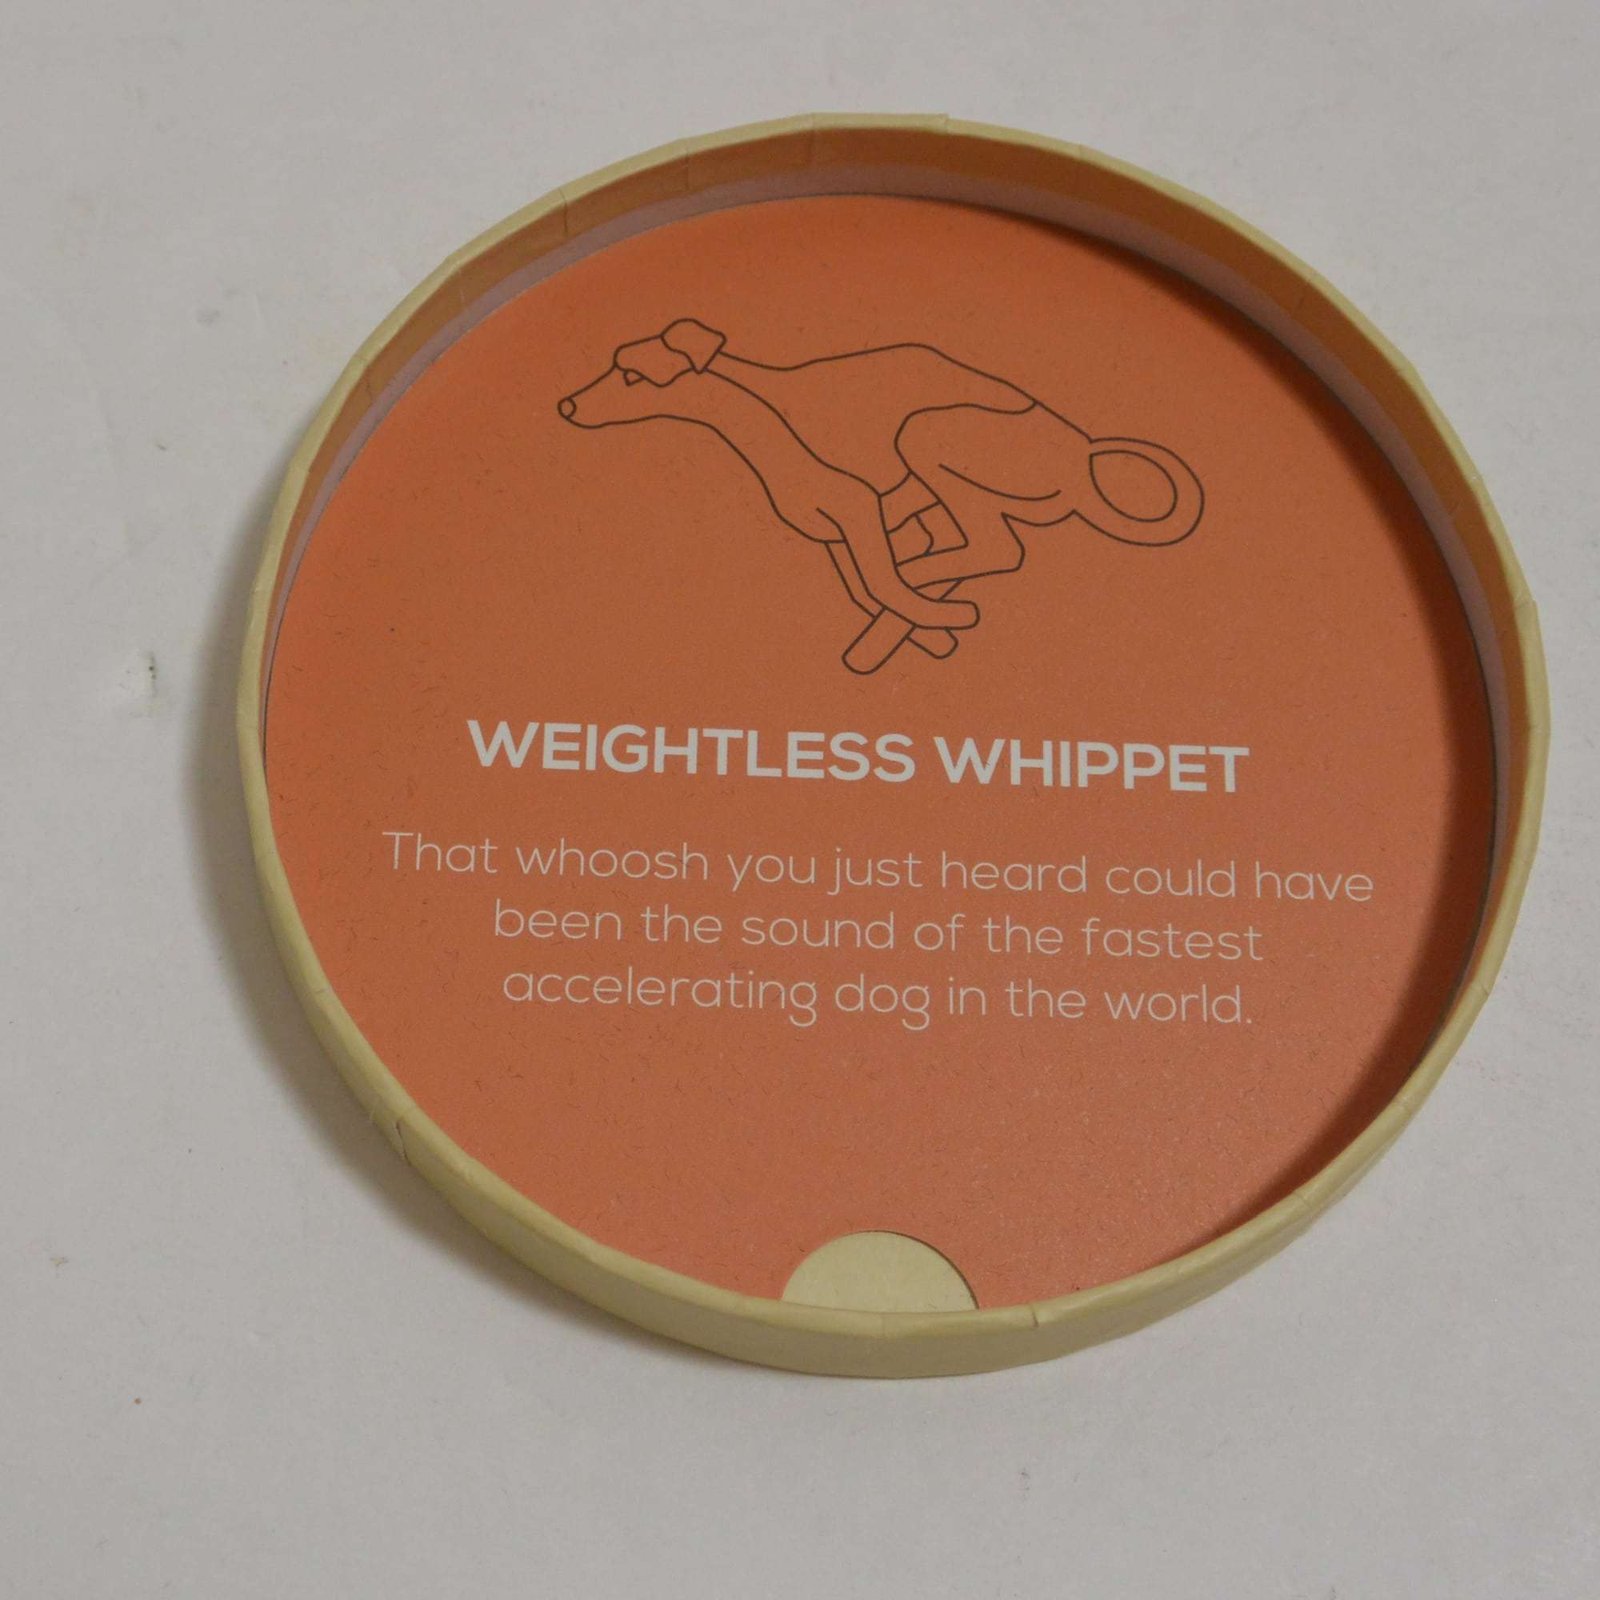 WEIGHTLESS WHIPPET
That whoosh you just heard could have
been the sound of the fastest
accelerating dog in the world.